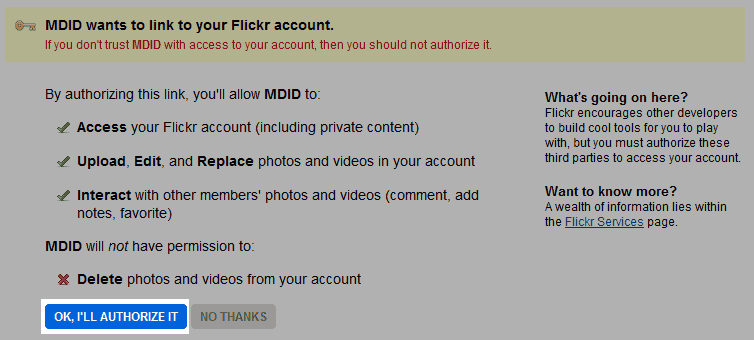 MDID wants to link to your Flickr account.
If you don't trust MDID with access to your account, then you should not authorize it.
By authorizing this link, you'll allow MDID to:
Access your Flickr account (including private content)
Upload, Edit, and Replace photos and videos in your account
Interact with other members' photos and videos (comment, add
notes, favorite)
MDID will not have permission to:
Delete photos and videos from your account
OK, I'LL AUTHORIZE IT
NO THANKS
What's going on here?
Flickr encourages other developers
to build cool tools for you to play
with, but you must authorize these
third parties to access your account.
Want to know more?
A wealth of information lies within
the Flickr Services page.